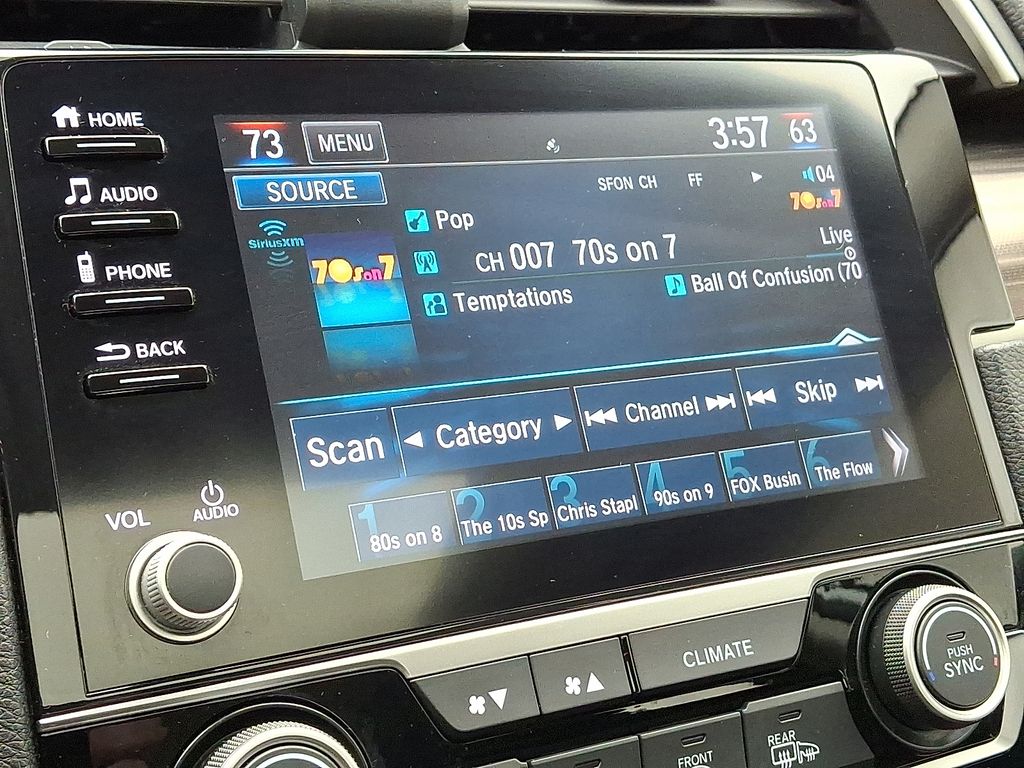 HOME
AUDIO
PHONE
BACK
VOL
AUDIO
73 MENU 3:57 63
SOURCE
SFON CH FF 04
70s on 7
SiriusXM
70s on 7
Pop
Live
CH 007 70s on 7
Temptations
Ball Of Confusion (70
Scan
Category
Channel
Skip
1 80s on 8
2 The 10s Sp
3 Chris Stapl
4 90s on 9
5 FOX Busin
6 The Flow
CLIMATE
PUSH
SYNC
FRONT
REAR